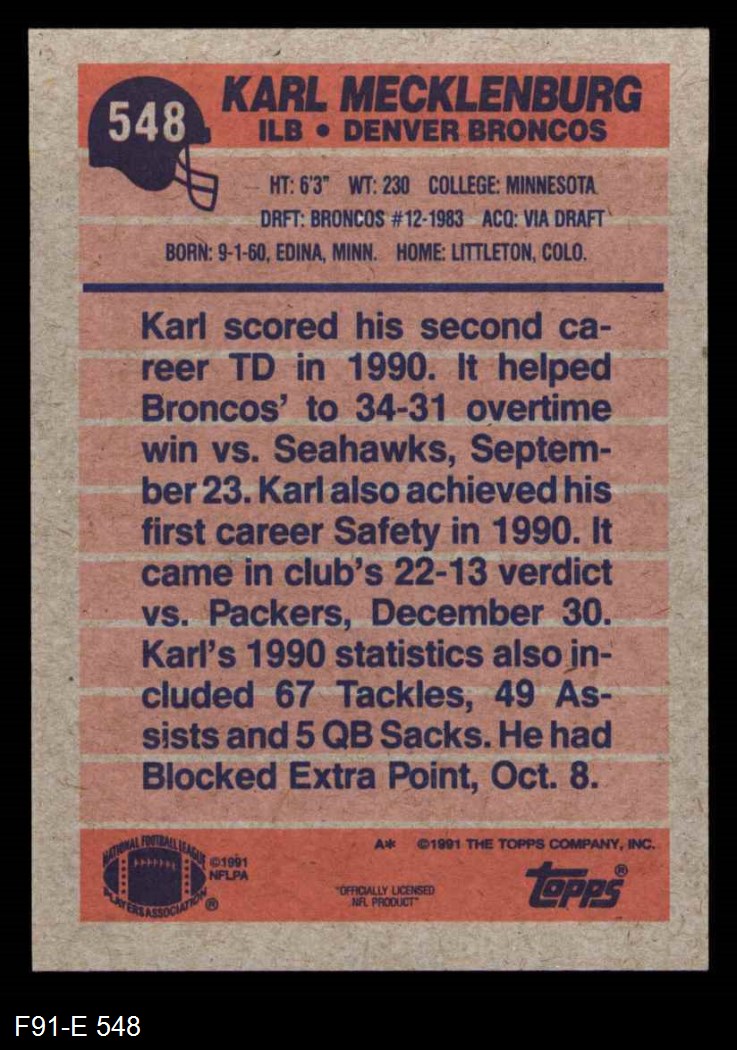 548
KARL MECKLENBURG
ILB • DENVER BRONCOS
HT: 6'3" WT: 230 COLLEGE: MINNESOTA
DRFT: BRONCOS #12-1983 ACQ: VIA DRAFT
BORN: 9-1-60, EDINA, MINN. HOME: LITTLETON, COLO.
Karl scored his second ca-
reer TD in 1990. It helped
Broncos' to 34-31 overtime
win vs. Seahawks, Septem-
ber 23. Karl also achieved his
first career Safety in 1990. It
came in club's 22-13 verdict
vs. Packers, December 30.
Karl's 1990 statistics also in-
cluded 67 Tackles, 49 As-
sists and 5 QB Sacks. He had
Blocked Extra Point, Oct. 8.
A* ©1991 THE TOPPS COMPANY, INC.
NATIONAL FOOTBALL LEAGUE
PLAYERS ASSOCIATION ®
©1991
NFLPA
"OFFICIALLY LICENSED
NFL PRODUCT"
topps®
F91-E 548